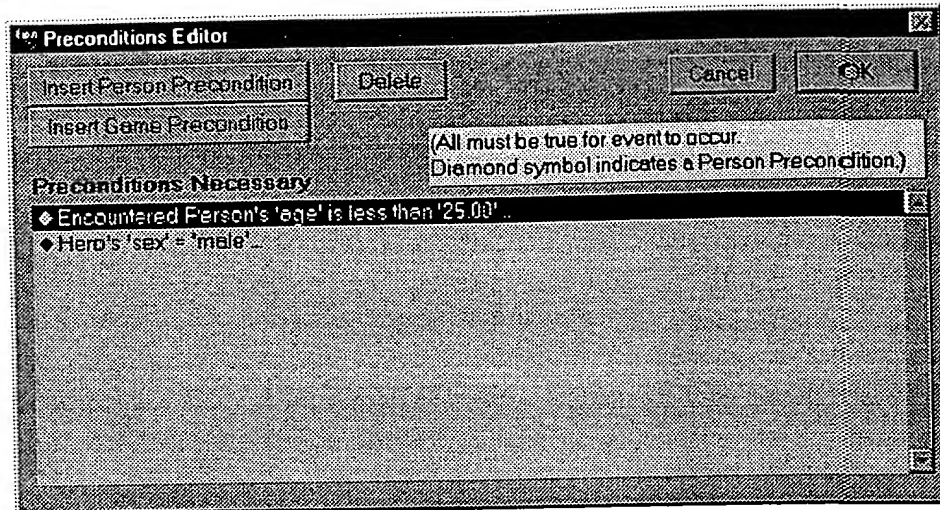 Preconditions Editor
Insert Person Precondition
Delete
Cancel
OK
Insert Game Precondition
(All must be true for event to occur.
Diamond symbol indicates a Person Precondition.)
Preconditions Necessary
◆ Encountered Person's 'age' is less than '25.00'...
◆ Hero's 'sex' = 'male'...